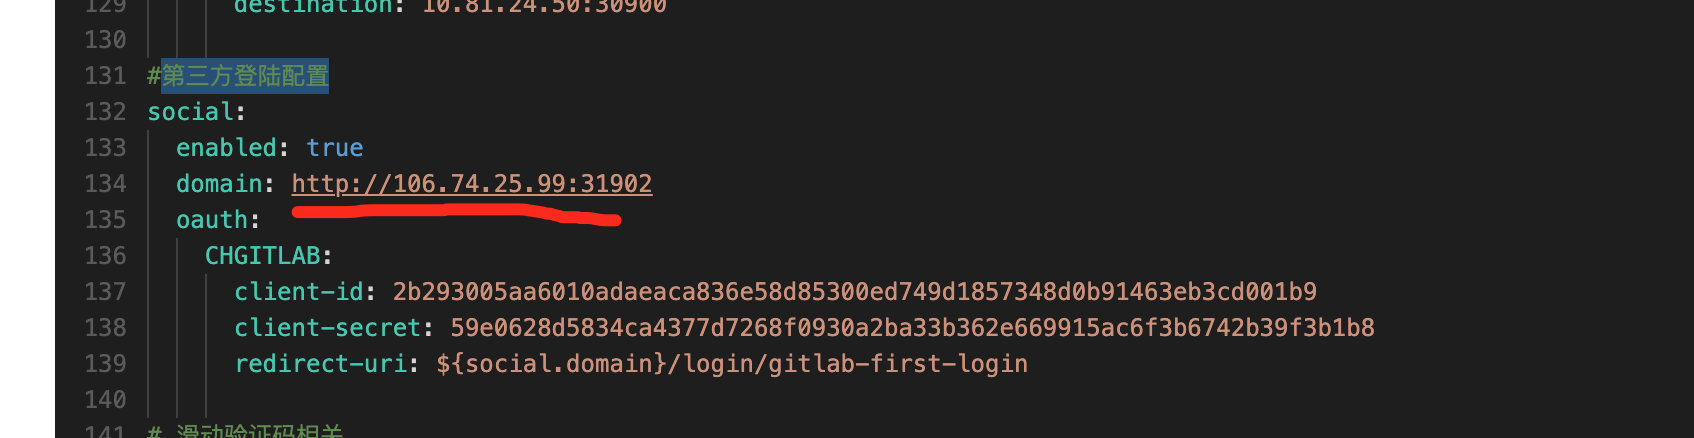 129 destination: 10.81.24.50:30900
130
131 #第三方登陆配置
132 social:
133 enabled: true
134 domain: http://106.74.25.99:31902
135 oauth:
136 CHGITLAB:
137 client-id: 2b293005aa6010adaeaca836e58d85300ed749d1857348d0b91463eb3cd001b9
138 client-secret: 59e0628d5834ca4377d7268f0930a2ba33b362e669915ac6f3b6742b39f3b1b8
139 redirect-uri: ${social.domain}/login/gitlab-first-login
140
141 # 滑动验证码相关